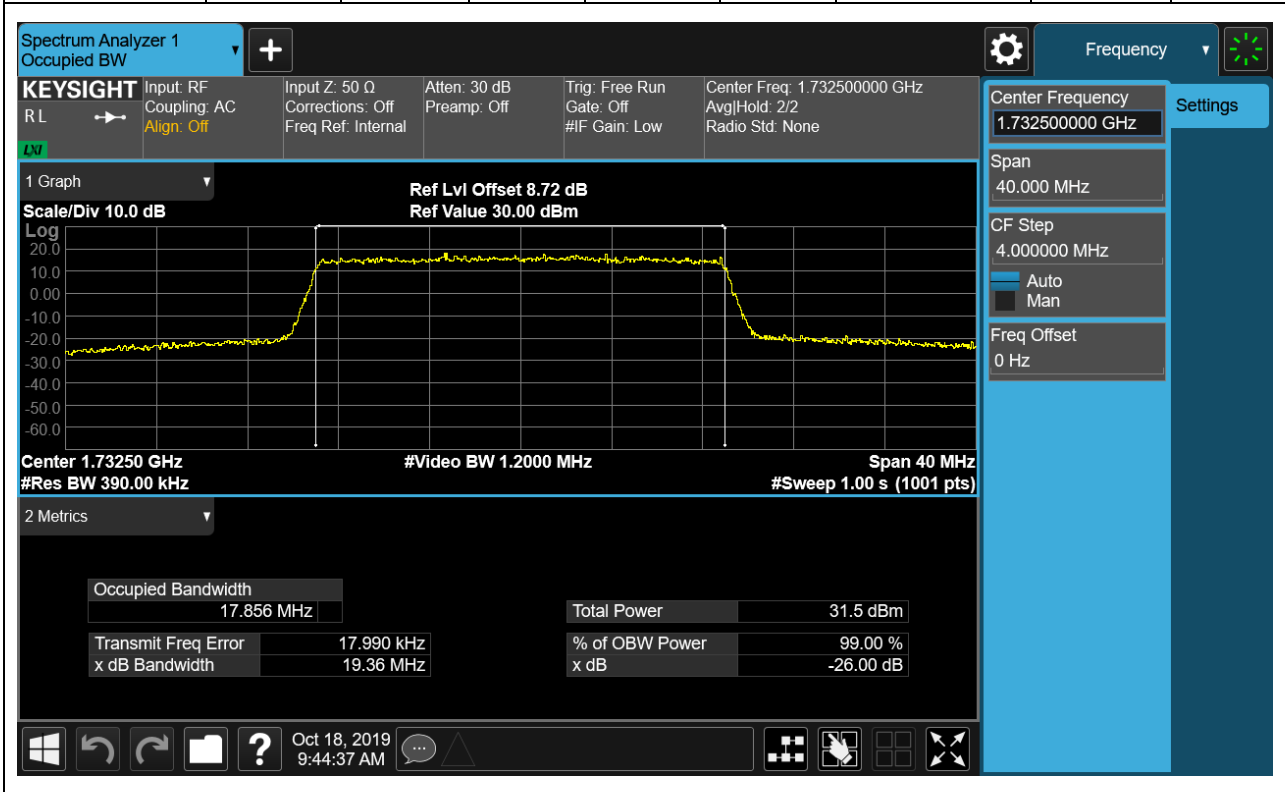 Spectrum Analyzer 1
Occupied BW
+
Frequency
KEYSIGHT
R L
LXI
Input: RF
Coupling: AC
Align: Off
Input Z: 50 Ω
Corrections: Off
Freq Ref: Internal
Atten: 30 dB
Preamp: Off
Trig: Free Run
Gate: Off
#IF Gain: Low
Center Freq: 1.732500000 GHz
Avg|Hold: 2/2
Radio Std: None
Center Frequency
1.732500000 GHz
Settings
Span
40.000 MHz
CF Step
4.000000 MHz
Auto
Man
Freq Offset
0 Hz
1 Graph
Ref Lvl Offset 8.72 dB
Scale/Div 10.0 dB
Ref Value 30.00 dBm
Log
20.0
10.0
0.00
-10.0
-20.0
-30.0
-40.0
-50.0
-60.0
Center 1.73250 GHz
#Video BW 1.2000 MHz
Span 40 MHz
#Res BW 390.00 kHz
#Sweep 1.00 s (1001 pts)
2 Metrics
Occupied Bandwidth
17.856 MHz
Total Power 31.5 dBm
Transmit Freq Error 17.990 kHz
% of OBW Power 99.00 %
x dB Bandwidth 19.36 MHz
x dB -26.00 dB
?
Oct 18, 2019
9:44:37 AM